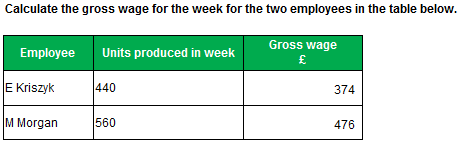 Calculate the gross wage for the week for the two employees in the table below.
Employee Units produced in week Gross wage
£
E Kriszyk 440 374
M Morgan 560 476